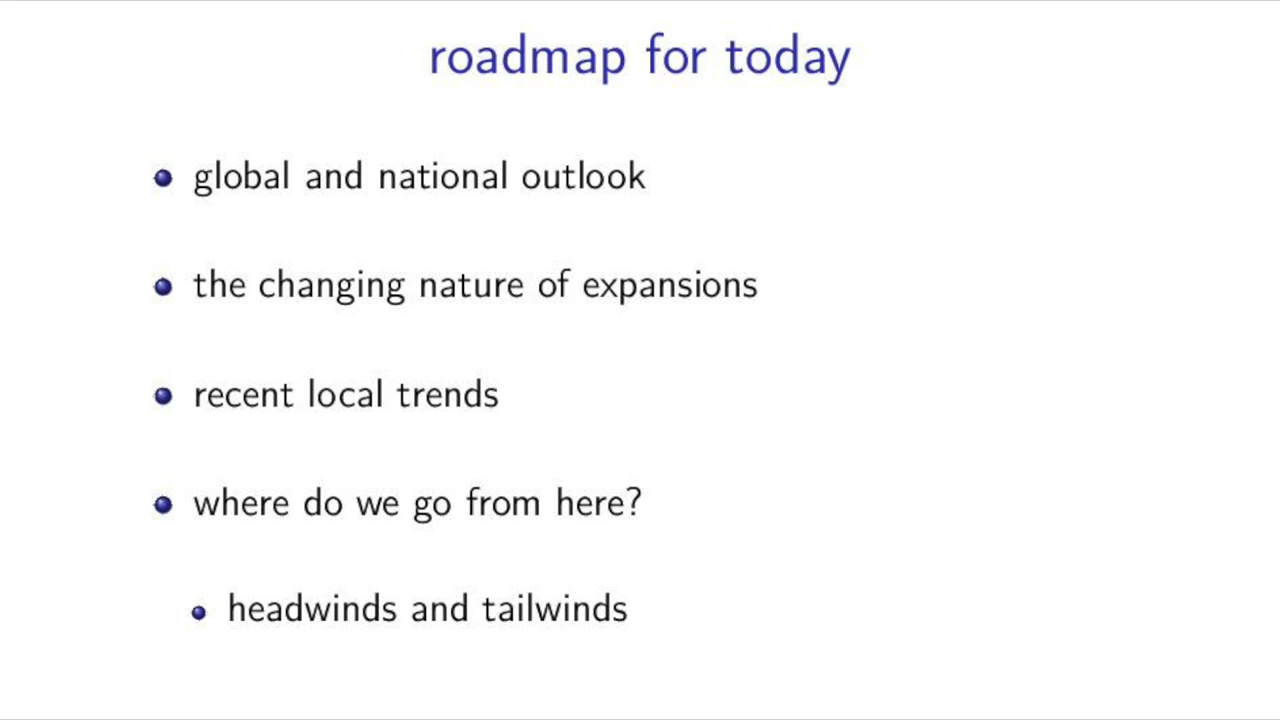 roadmap for today
global and national outlook
the changing nature of expansions
recent local trends
where do we go from here?
headwinds and tailwinds